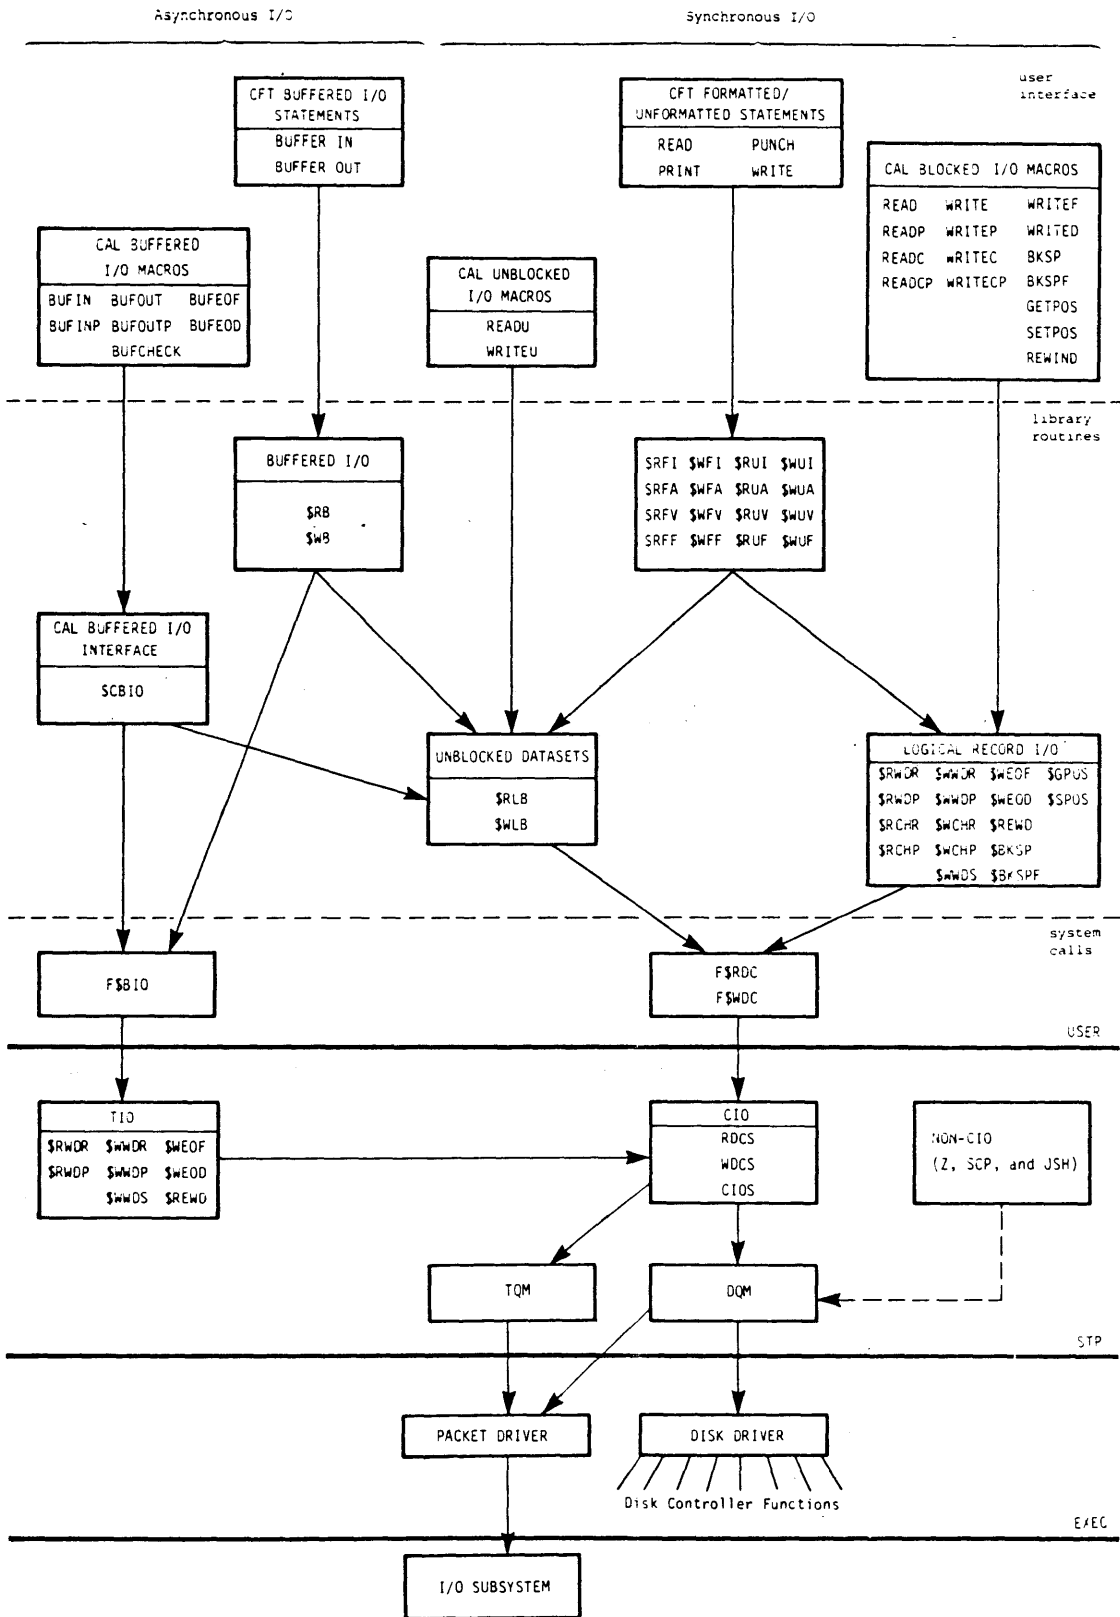 Asynchronous I/O
Synchronous I/O
user
interface
CFT BUFFERED I/O
STATEMENTS
BUFFER IN
BUFFER OUT
CFT FORMATTED/
UNFORMATTED STATEMENTS
READ PUNCH
PRINT WRITE
CAL BLOCKED I/O MACROS
READ WRITE WRITEF
READP WRITEP WRITED
READC WRITEC BKSP
READCP WRITECP BKSPF
GETPOS
SETPOS
REWIND
CAL BUFFERED
I/O MACROS
BUFIN BUFOUT BUFEOF
BUFINP BUFOUTP BUFEOD
BUFCHECK
CAL UNBLOCKED
I/O MACROS
READU
WRITEU
library
routines
BUFFERED I/O
$RB
$WB
$RFI $WFI $RUI $WUI
$RFA $WFA $RUA $WUA
$RFV $WFV $RUV $WUV
$RFF $WFF $RUF $WUF
CAL BUFFERED I/O
INTERFACE
$CBIO
UNBLOCKED DATASETS
$RLB
$WLB
LOGICAL RECORD I/O
$RWDR $WWDR $WEOF $GPOS
$RWDP $WWDP $WEOD $SPOS
$RCHR $WCHR $REWD
$RCHP $WCHP $BKSP
$WWDS $BKSPF
system
calls
F$BIO
F$RDC
F$WDC
USER
TIO
$RWDR $WWDR $WEOF
$RWDP $WWDP $WEOD
$WWDS $REWD
CIO
RDCS
WDCS
CIOS
NON-CIO
(Z, SCP, and JSH)
TQM
DQM
STP
PACKET DRIVER
DISK DRIVER
Disk Controller Functions
EXEC
I/O SUBSYSTEM